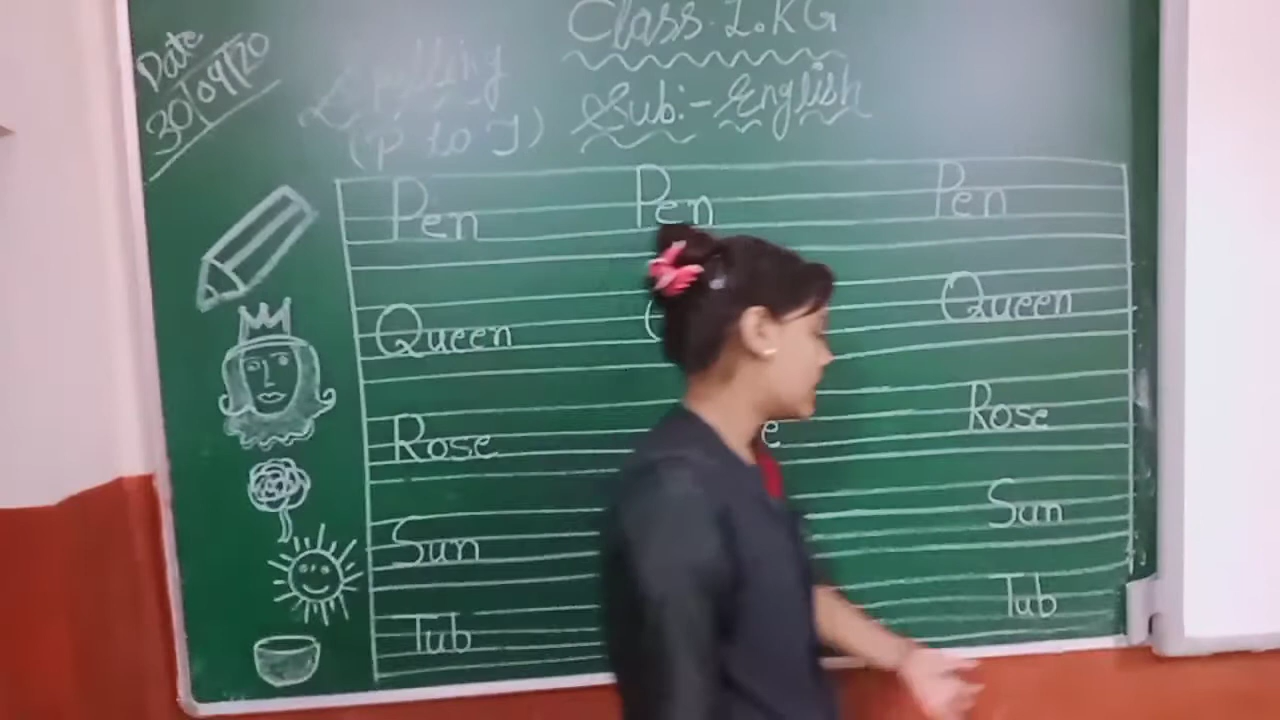 Date
30/09/20
Class L.KG
Spelling
(P to T)
Sub:- English
Pen Pen Pen
Queen Queen
Rose e Rose
Sun Sun
Tub Tub